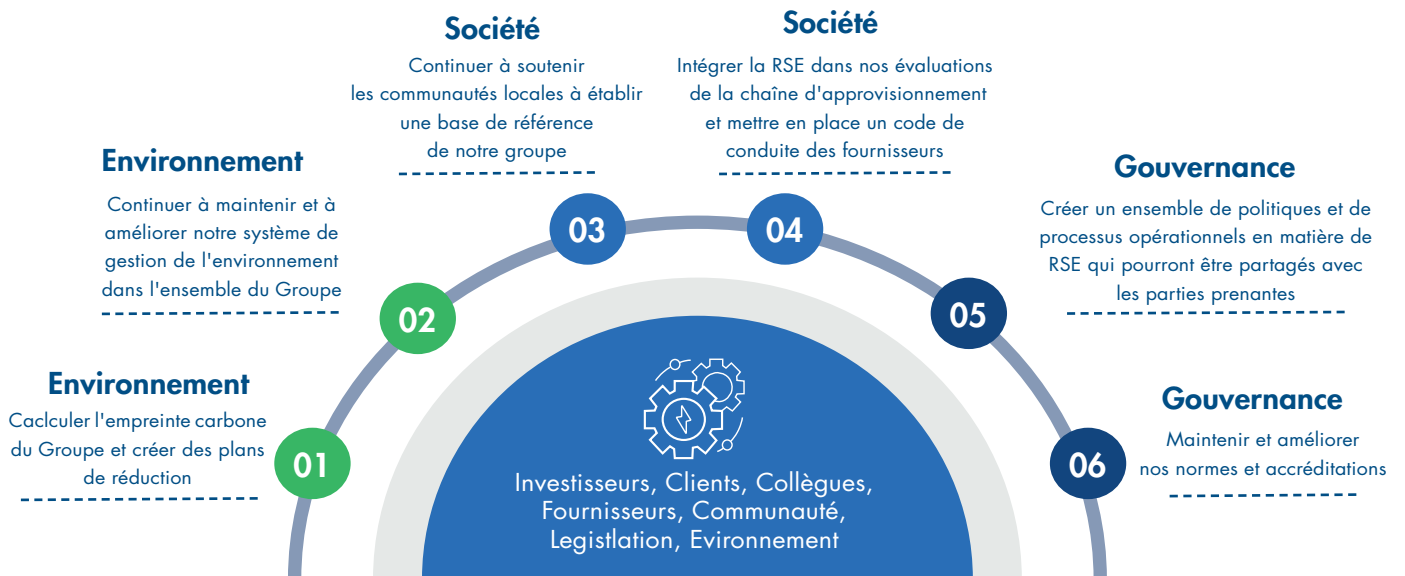 Environnement
Caclculer l'empreinte carbone
du Groupe et créer des plans
de réduction
01
Environnement
Continuer à maintenir et à
améliorer notre système de
gestion de l'environnement
dans l'ensemble du Groupe
02
Société
Continuer à soutenir
les communautés locales à établir
une base de référence
de notre groupe
03
Société
Intégrer la RSE dans nos évaluations
de la chaîne d'approvisionnement
et mettre en place un code de
conduite des fournisseurs
04
Gouvernance
Créer un ensemble de politiques et de
processus opérationnels en matière de
RSE qui pourront être partagés avec
les parties prenantes
05
Gouvernance
Maintenir et améliorer
nos normes et accréditations
06
Investisseurs, Clients, Collègues,
Fournisseurs, Communauté,
Legistlation, Evironnement